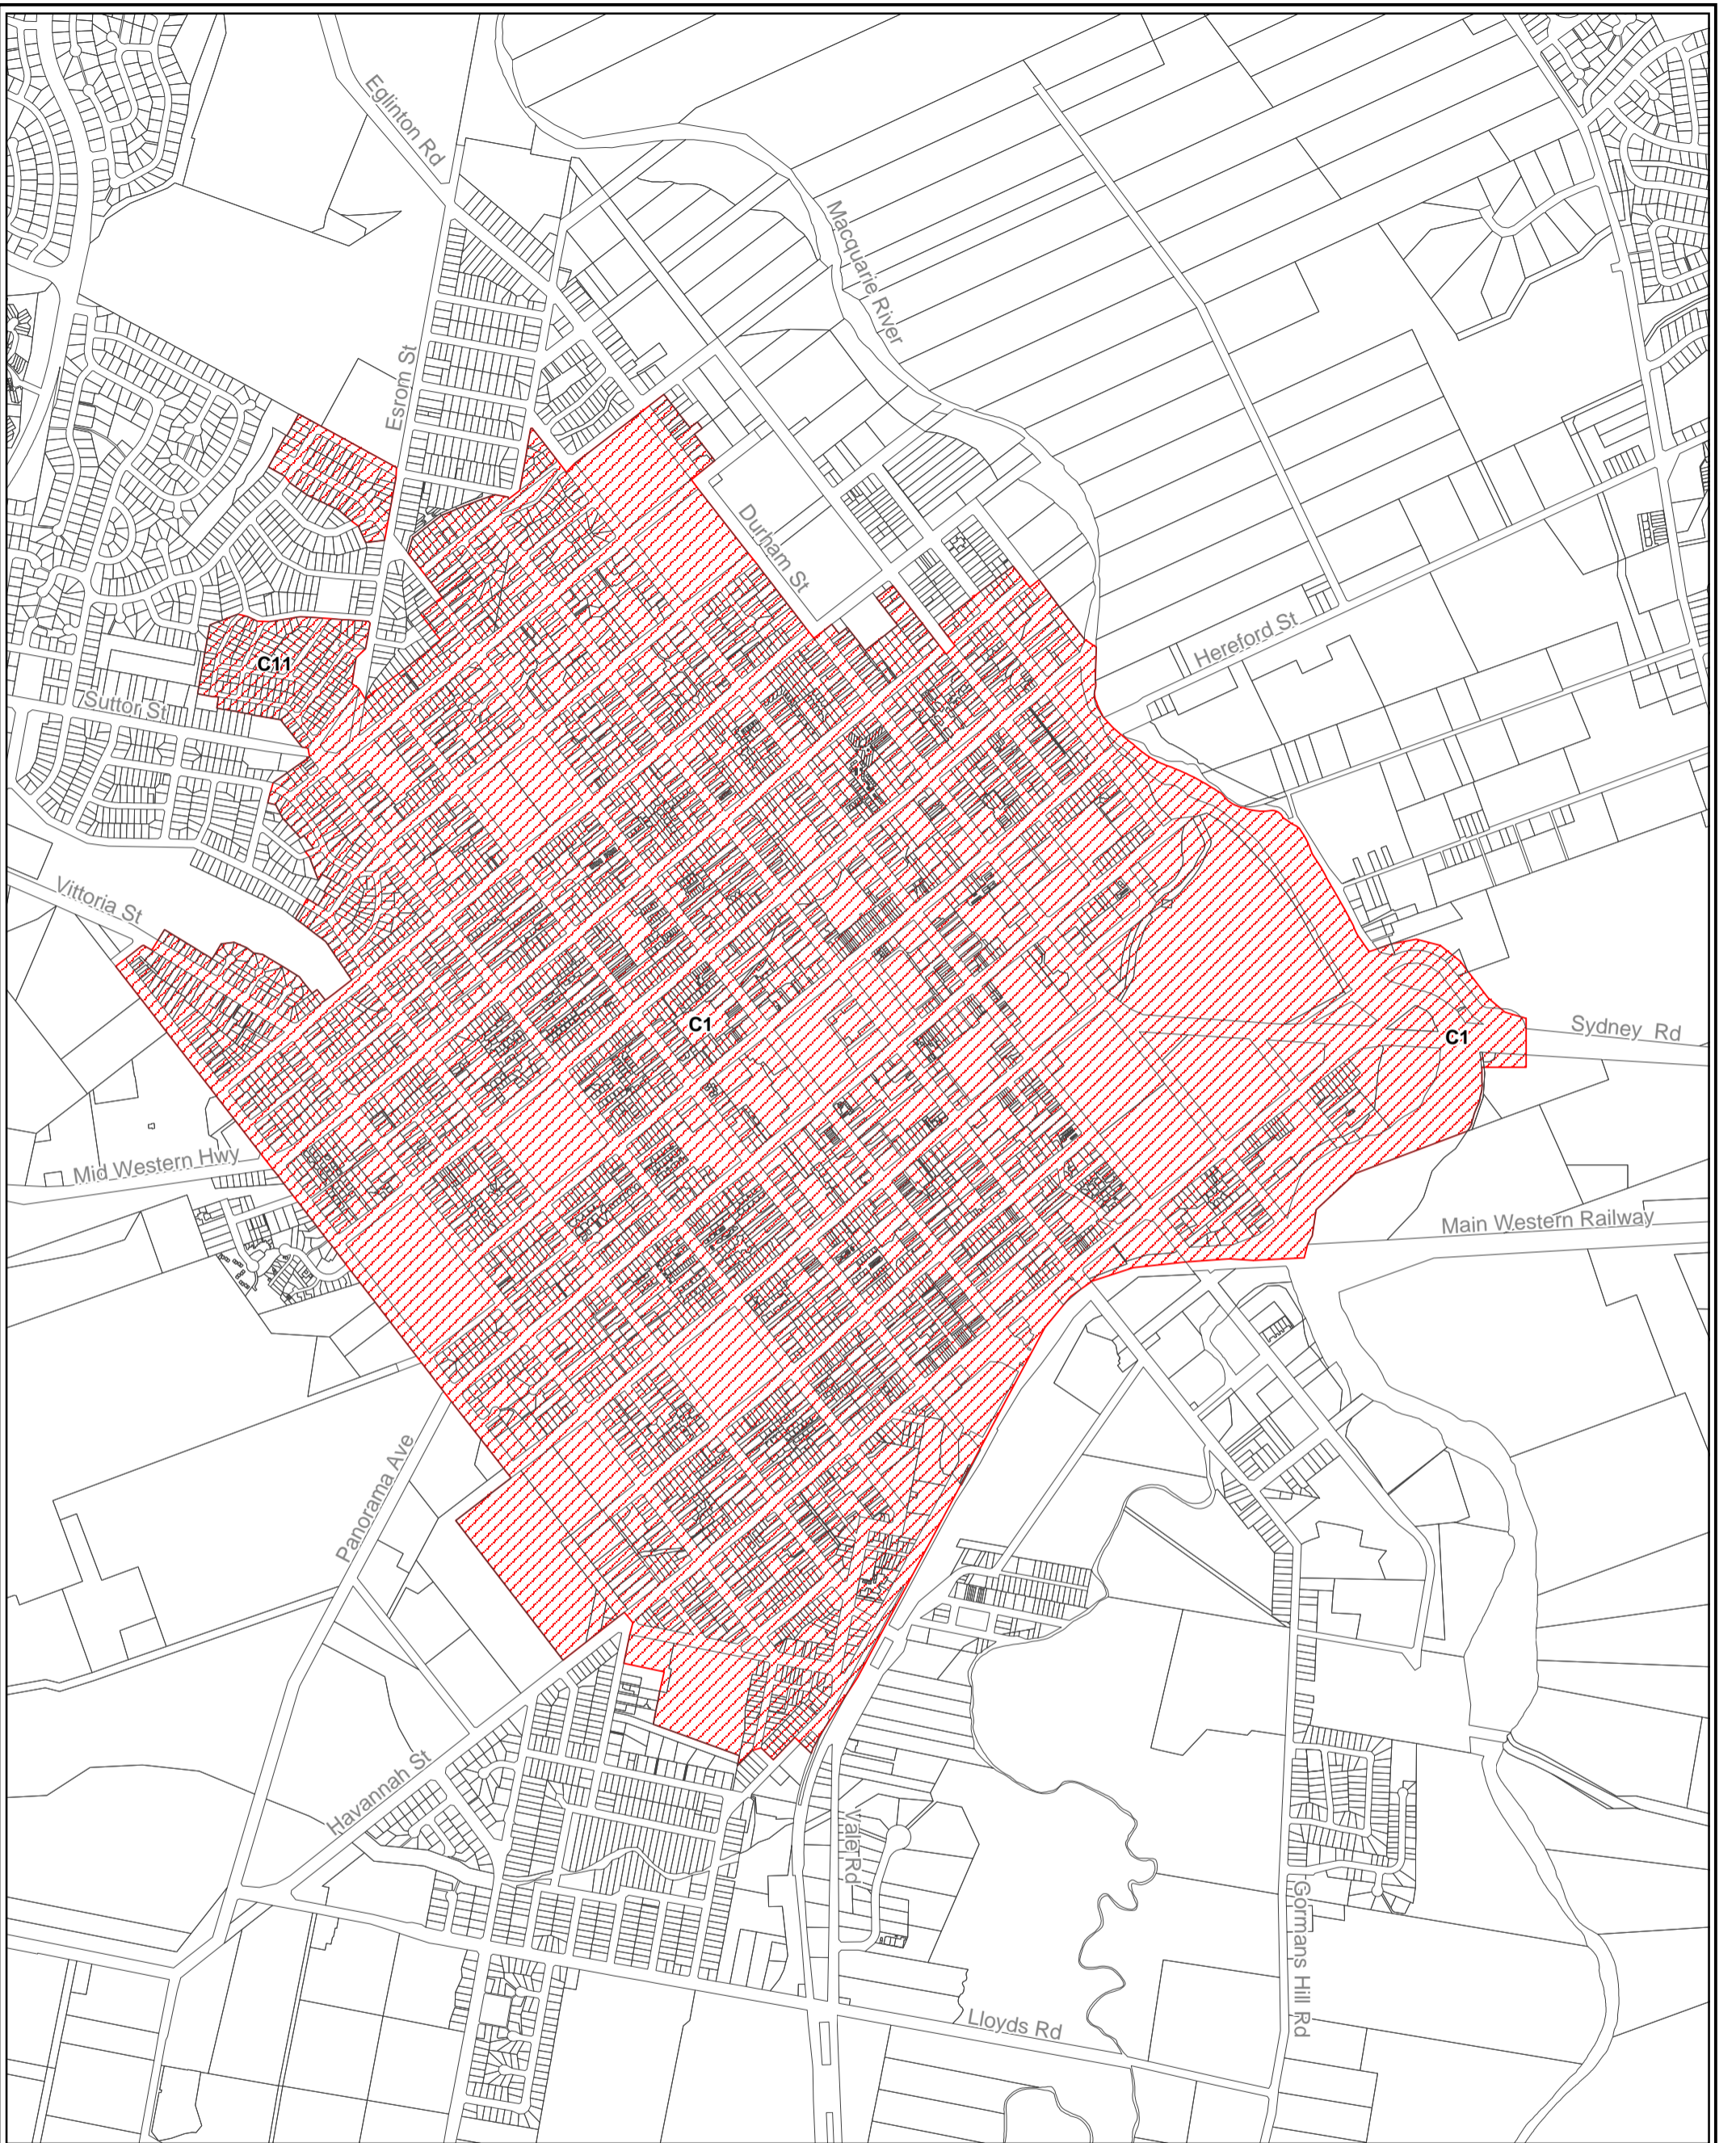 Eglinton Rd
Macquarie River
Esrom St
Durham St
Hereford St
C11
Suttor St
Vittoria St
C1
C1
Sydney Rd
Mid Western Hwy
Main Western Railway
Panorama Ave
Havannah St
Vale Rd
Gormans Hill Rd
Lloyds Rd